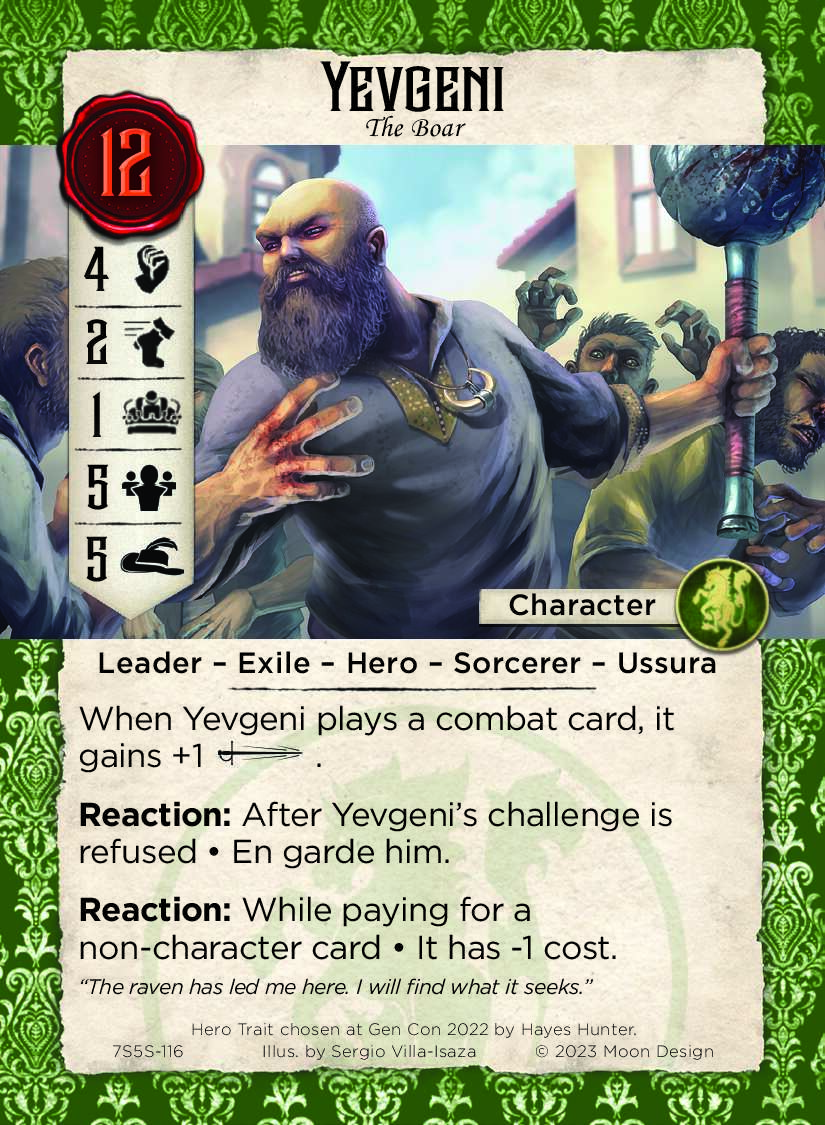 YEVGENI
The Boar
12
4
2
1
5
5
Character
Leader – Exile – Hero – Sorcerer – Ussura
When Yevgeni plays a combat card, it
gains +1 .
Reaction: After Yevgeni’s challenge is
refused • En garde him.
Reaction: While paying for a
non-character card • It has -1 cost.
“The raven has led me here. I will find what it seeks.”
Hero Trait chosen at Gen Con 2022 by Hayes Hunter.
7S5S-116 Illus. by Sergio Villa-Isaza © 2023 Moon Design